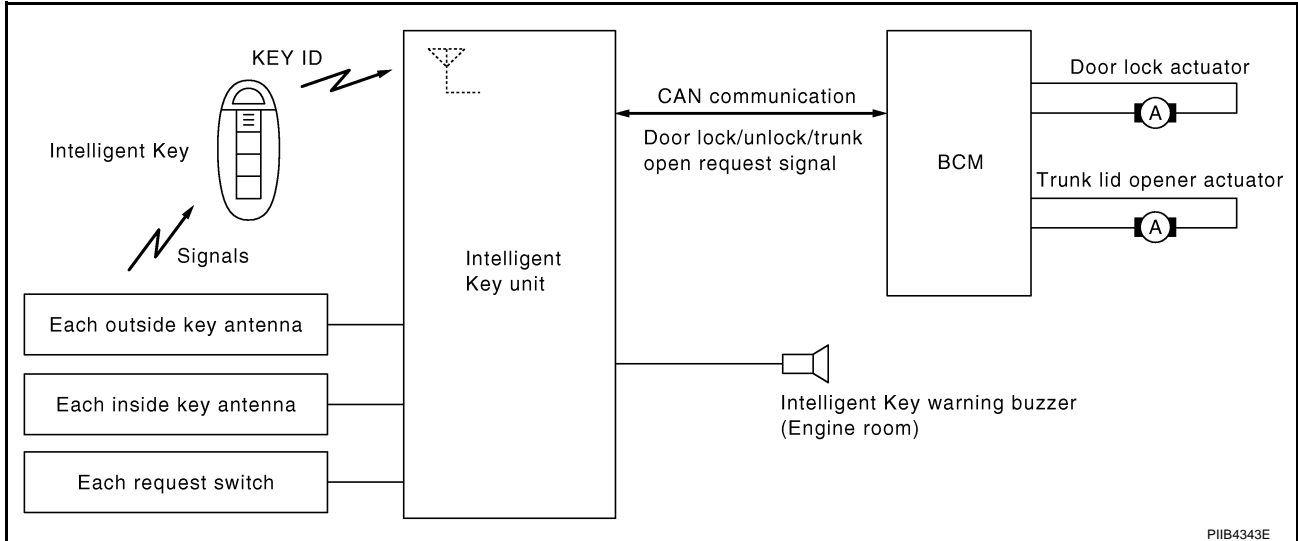 KEY ID
Intelligent Key
Signals
Each outside key antenna
Each inside key antenna
Each request switch
Intelligent
Key unit
CAN communication
Door lock/unlock/trunk
open request signal
BCM
Door lock actuator
A
Trunk lid opener actuator
A
Intelligent Key warning buzzer
(Engine room)
PIIB4343E